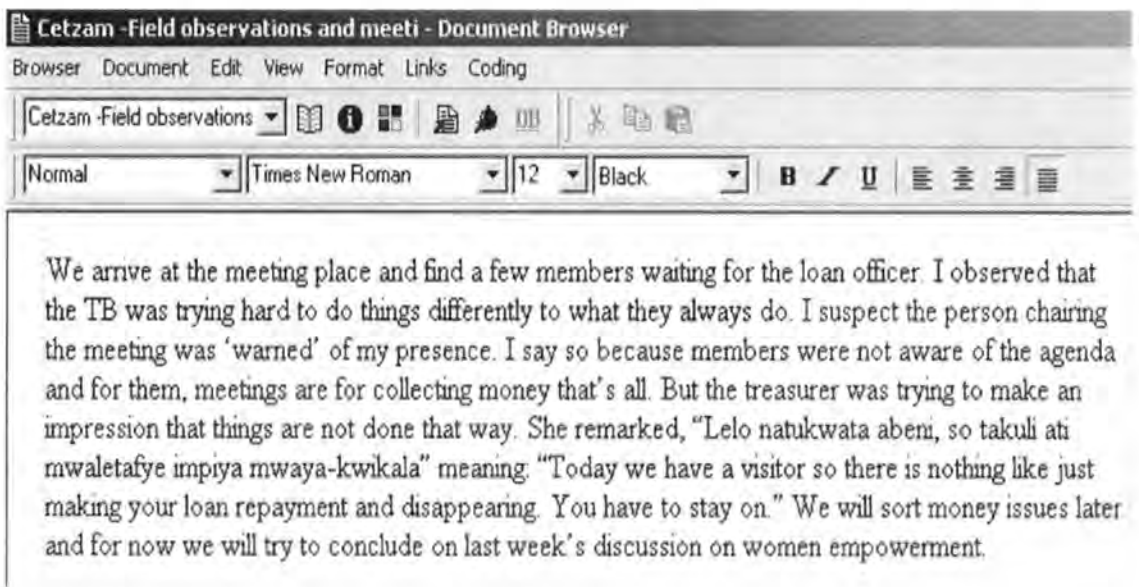 Cetzam -Field observations and meeti - Document Browser
Browser Document Edit View Format Links Coding
Cetzam -Field observations
Normal Times New Roman 12 Black B I U
We arrive at the meeting place and find a few members waiting for the loan officer. I observed that
the TB was trying hard to do things differently to what they always do. I suspect the person chairing
the meeting was ‘warned’ of my presence. I say so because members were not aware of the agenda
and for them, meetings are for collecting money that’s all. But the treasurer was trying to make an
impression that things are not done that way. She remarked, “Lelo natukwata abeni, so takuli ati
mwaletafye impiya mwaya-kwikala” meaning: “Today we have a visitor so there is nothing like just
making your loan repayment and disappearing. You have to stay on.” We will sort money issues later
and for now we will try to conclude on last week’s discussion on women empowerment.